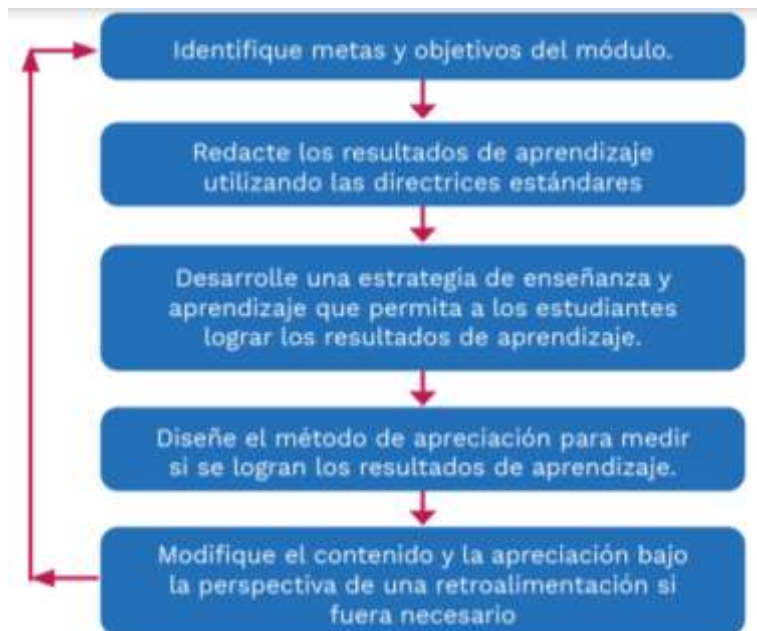 Identifique metas y objetivos del módulo.
Redacte los resultados de aprendizaje
utilizando las directrices estándares
Desarrolle una estrategia de enseñanza y
aprendizaje que permita a los estudiantes
lograr los resultados de aprendizaje.
Diseñe el método de apreciación para medir
si se logran los resultados de aprendizaje.
Modifique el contenido y la apreciación bajo
la perspectiva de una retroalimentación si
fuera necesario